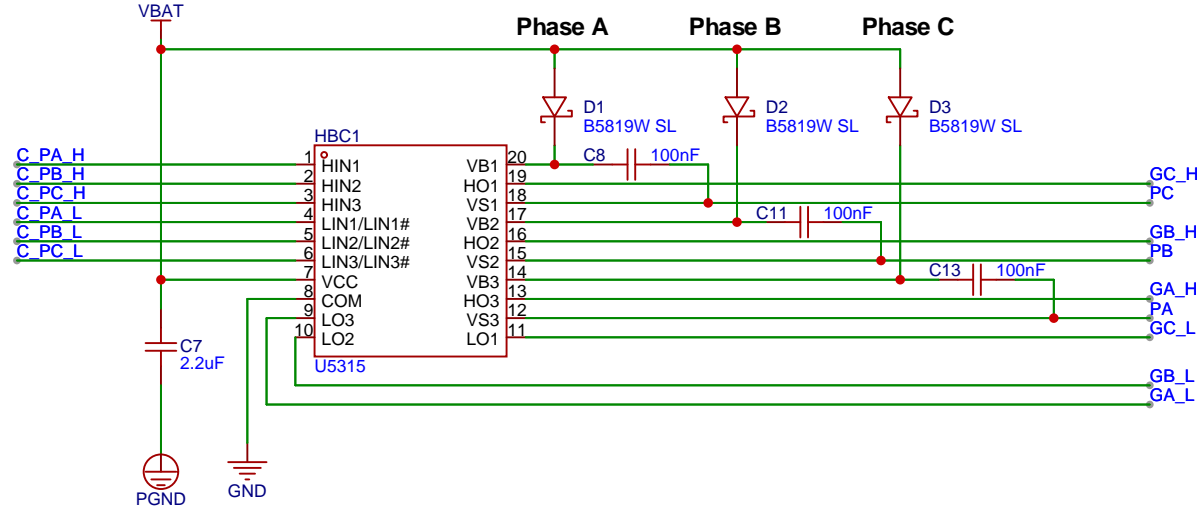 VBAT
Phase A
Phase B
Phase C
D1
B5819W SL
D2
B5819W SL
D3
B5819W SL
HBC1
C_PA_H
C_PB_H
C_PC_H
C_PA_L
C_PB_L
C_PC_L
1
2
3
4
5
6
7
8
9
10
HIN1
HIN2
HIN3
LIN1/LIN1#
LIN2/LIN2#
LIN3/LIN3#
VCC
COM
LO3
LO2
VB1
HO1
VS1
VB2
HO2
VS2
VB3
HO3
VS3
LO1
20
19
18
17
16
15
14
13
12
11
U5315
C8
100nF
C11
100nF
C13
100nF
GC_H
PC
GB_H
PB
GA_H
PA
GC_L
GB_L
GA_L
C7
2.2uF
PGND
GND